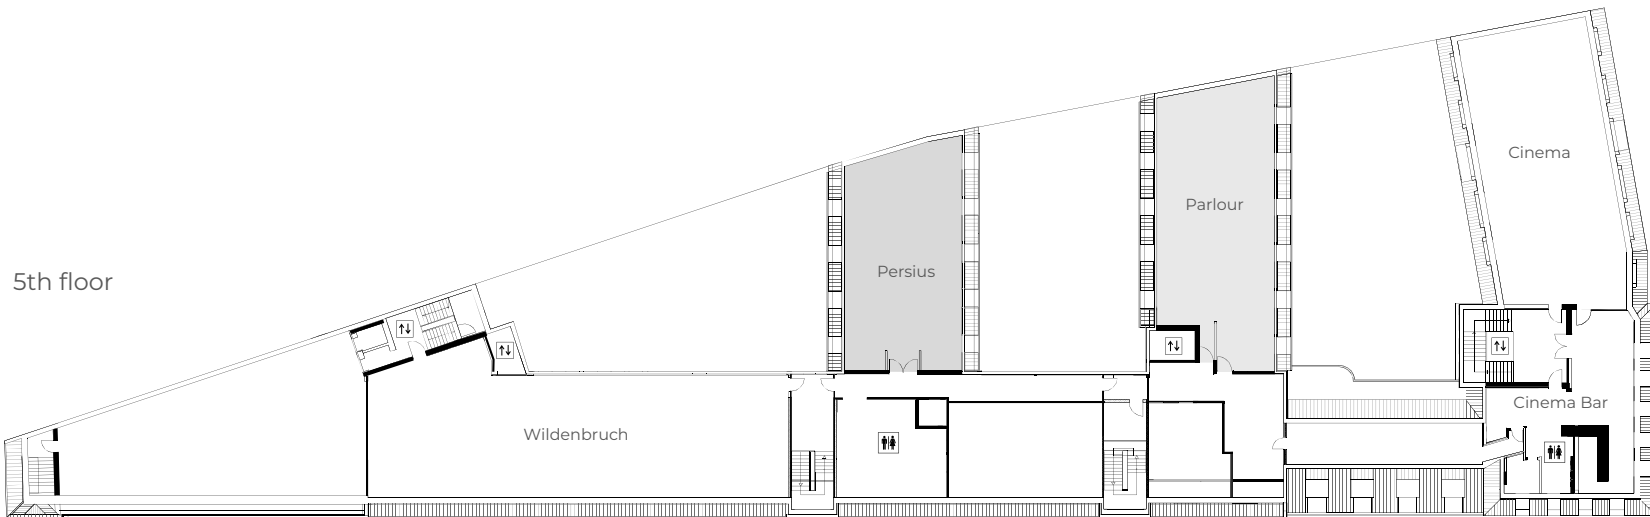 Cinema
Parlour
Persius
5th floor
Cinema Bar
Wildenbruch